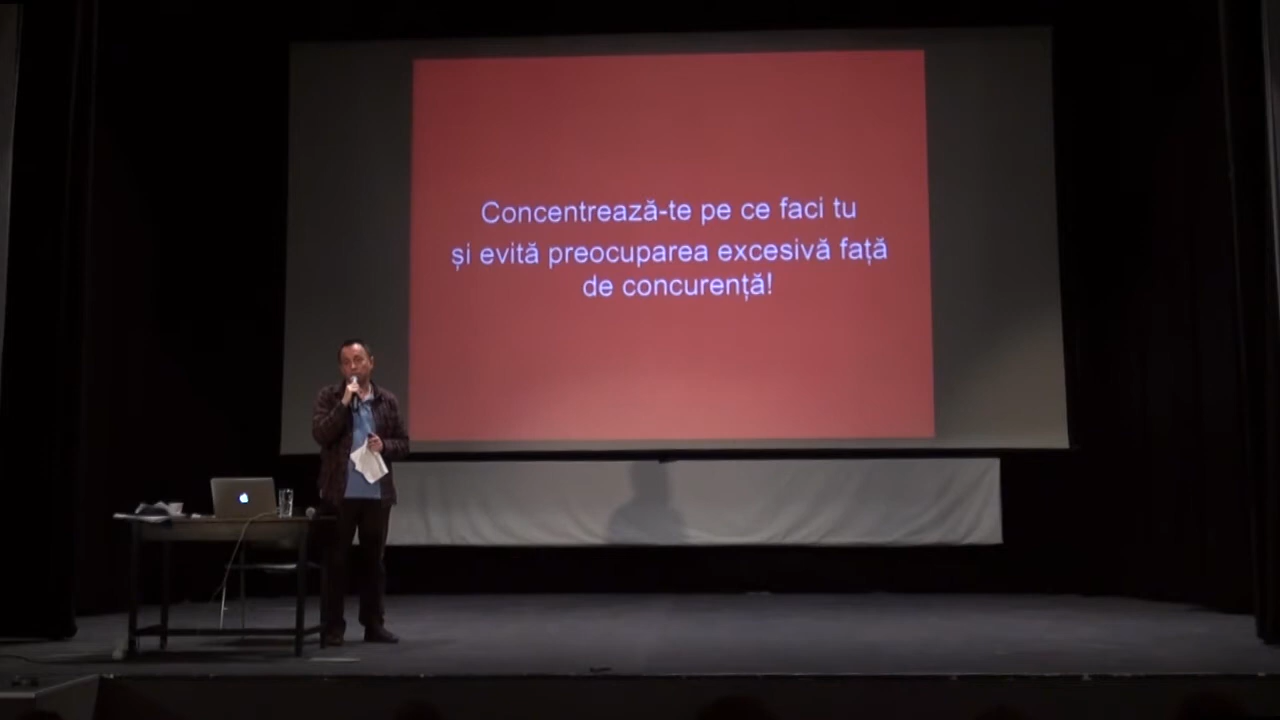 Concentrează-te pe ce faci tu
și evită preocuparea excesivă față
de concurență!